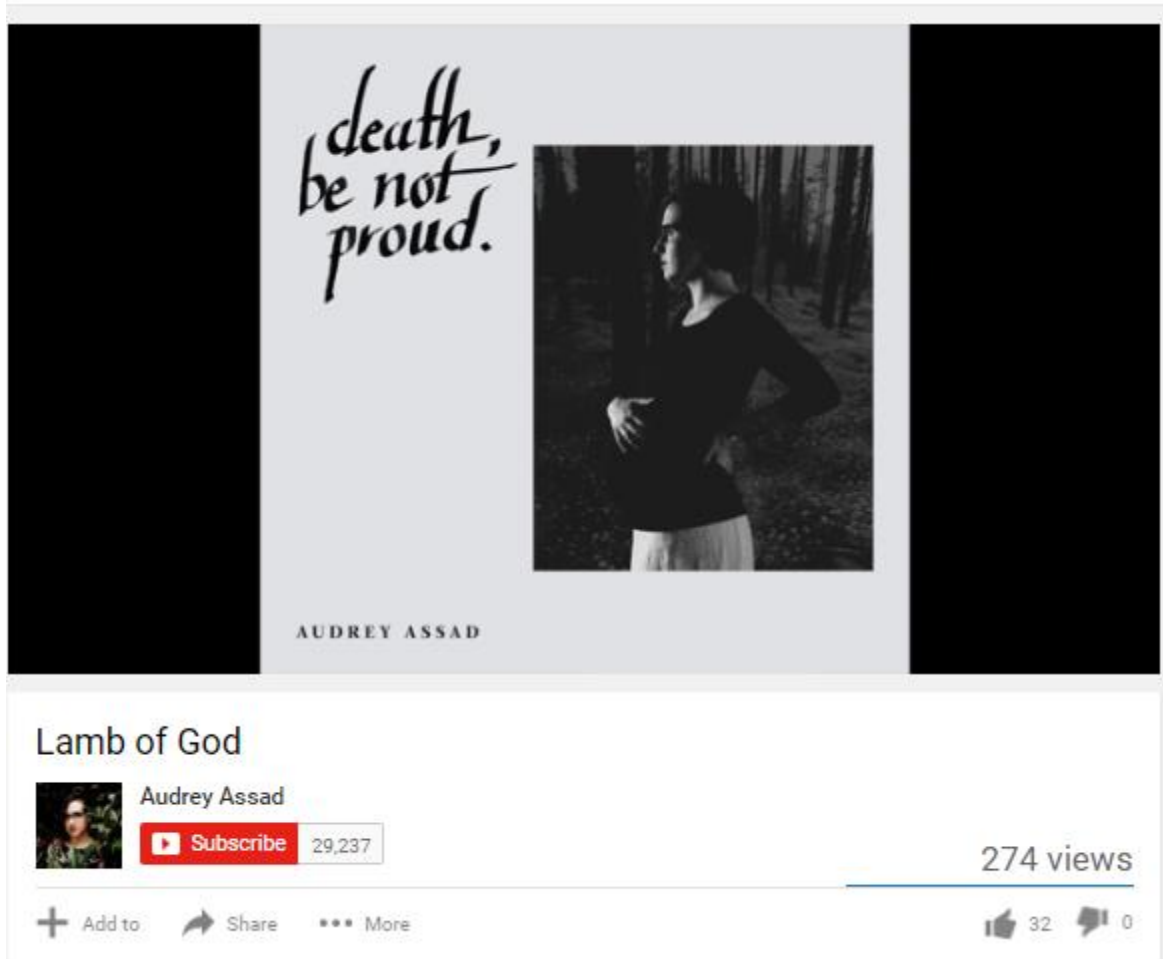 death,
be not
proud.
AUDREY ASSAD
Lamb of God
Audrey Assad
Subscribe 29,237
274 views
Add to Share More 32 0